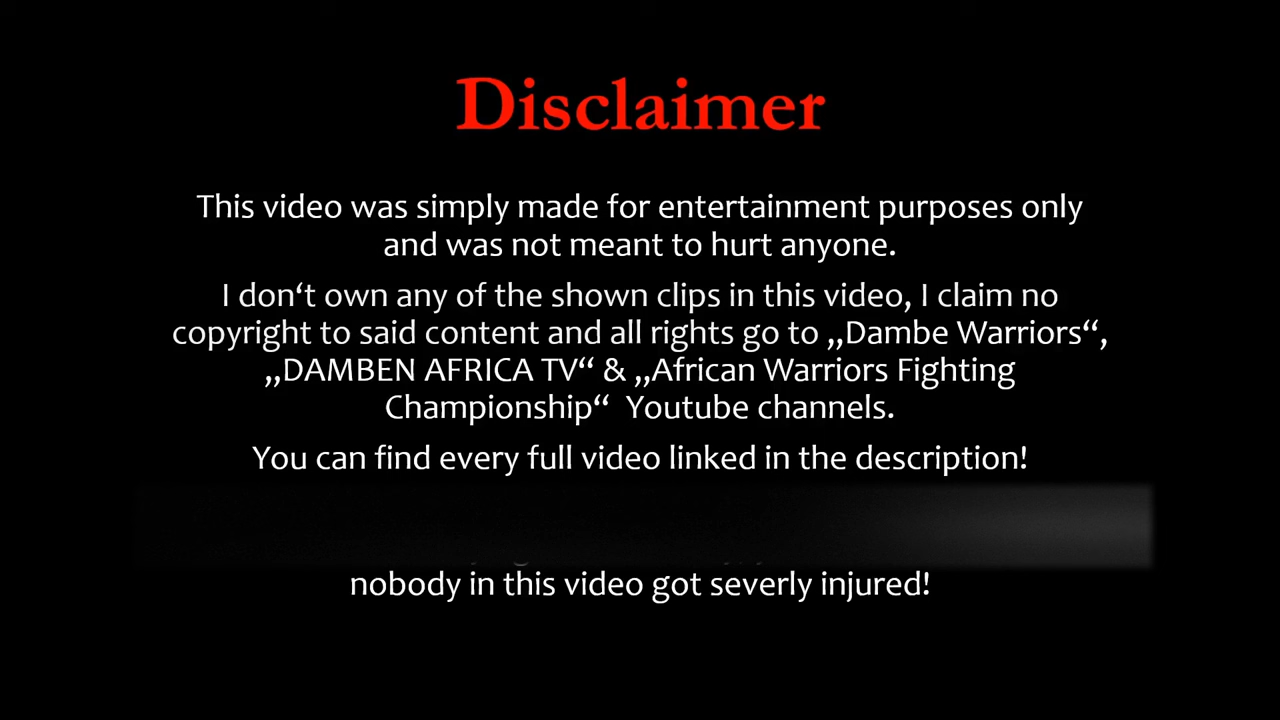 Disclaimer
This video was simply made for entertainment purposes only
and was not meant to hurt anyone.
I don‘t own any of the shown clips in this video, I claim no
copyright to said content and all rights go to „Dambe Warriors“,
„DAMBEN AFRICA TV“ & „African Warriors Fighting
Championship“ Youtube channels.
You can find every full video linked in the description!
nobody in this video got severly injured!